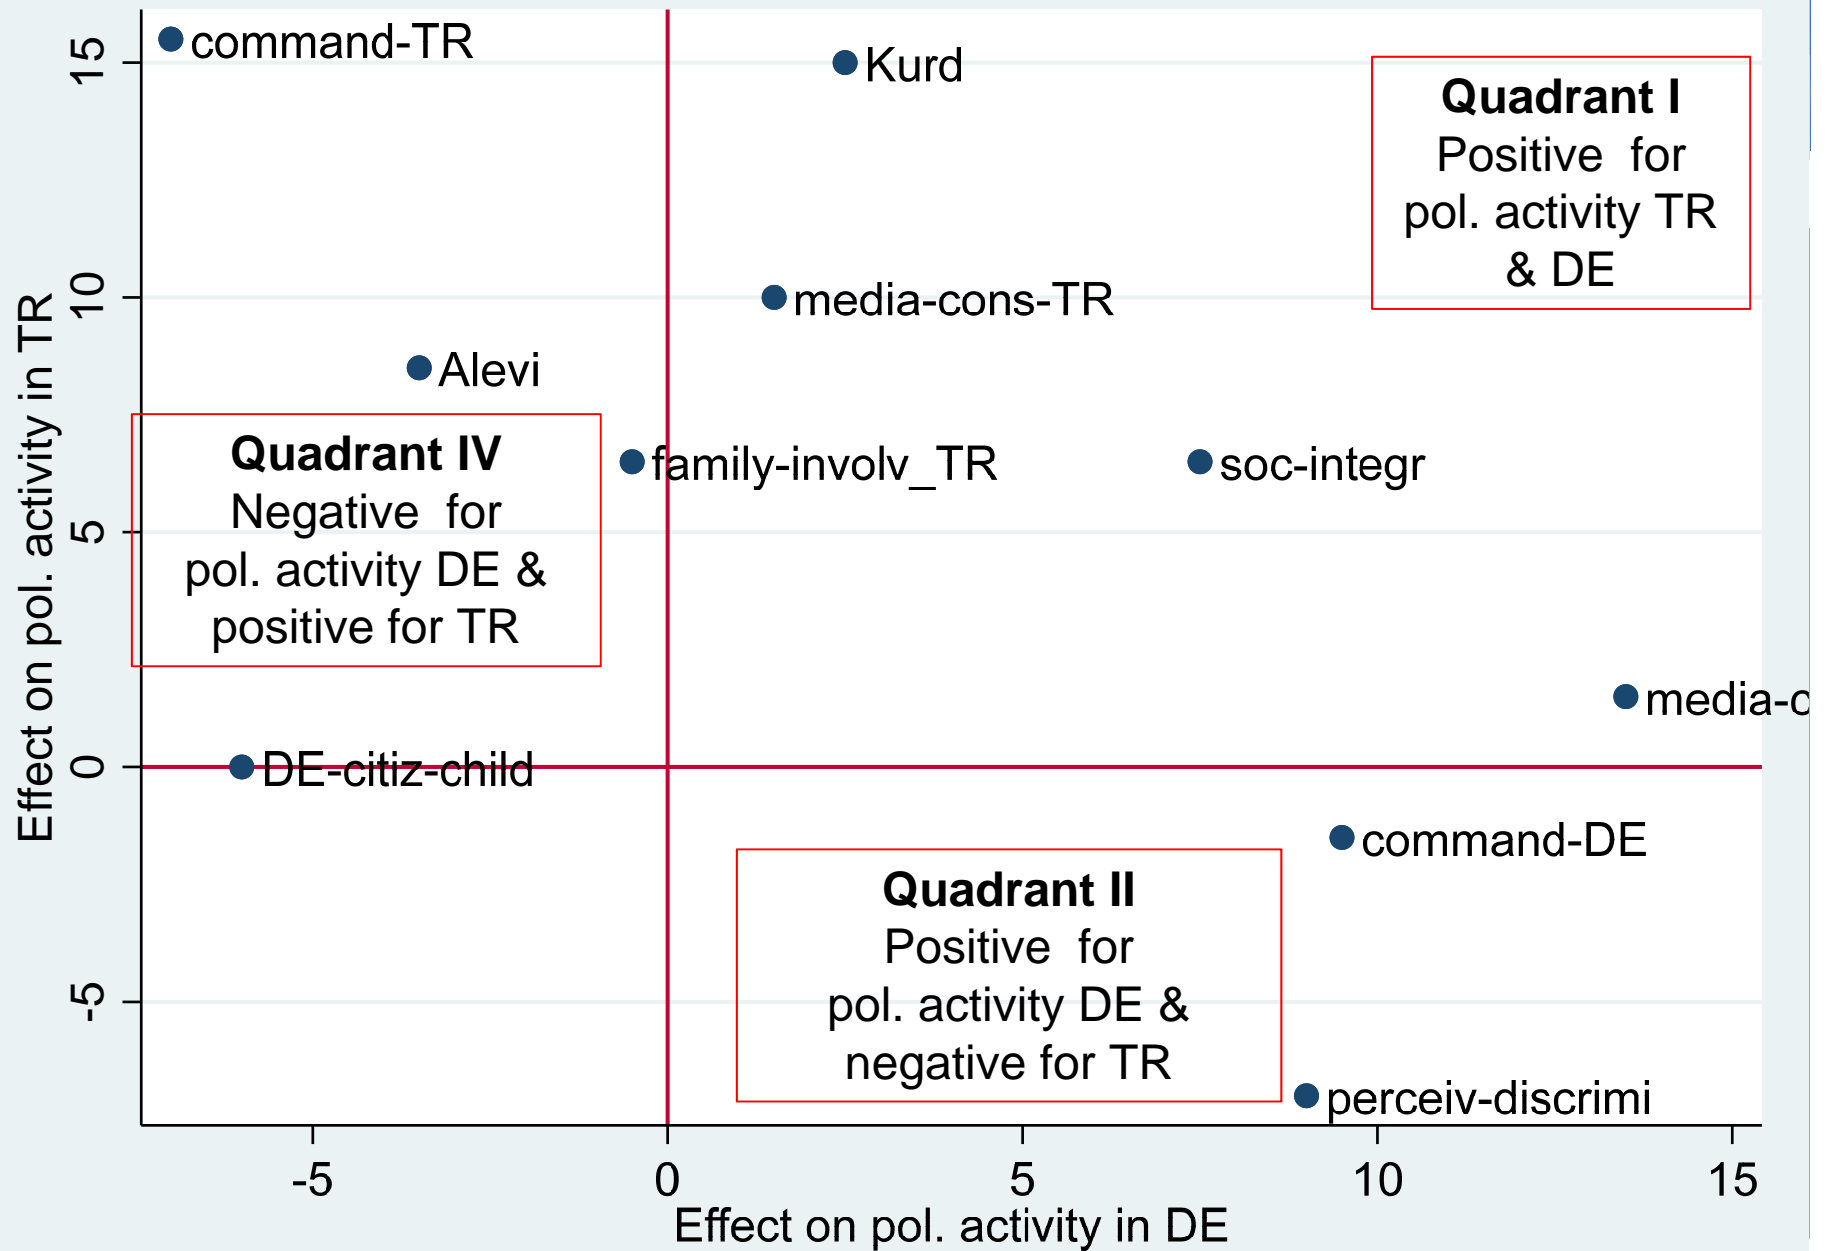 command-TR
Kurd
Quadrant I
Positive for
pol. activity TR
& DE
media-cons-TR
Alevi
Quadrant IV
Negative for
pol. activity DE &
positive for TR
family-involv_TR
soc-integr
media-c
DE-citiz-child
command-DE
Quadrant II
Positive for
pol. activity DE &
negative for TR
perceiv-discrimi
15
10
5
0
-5
Effect on pol. activity in TR
-5 0 5 10 15
Effect on pol. activity in DE